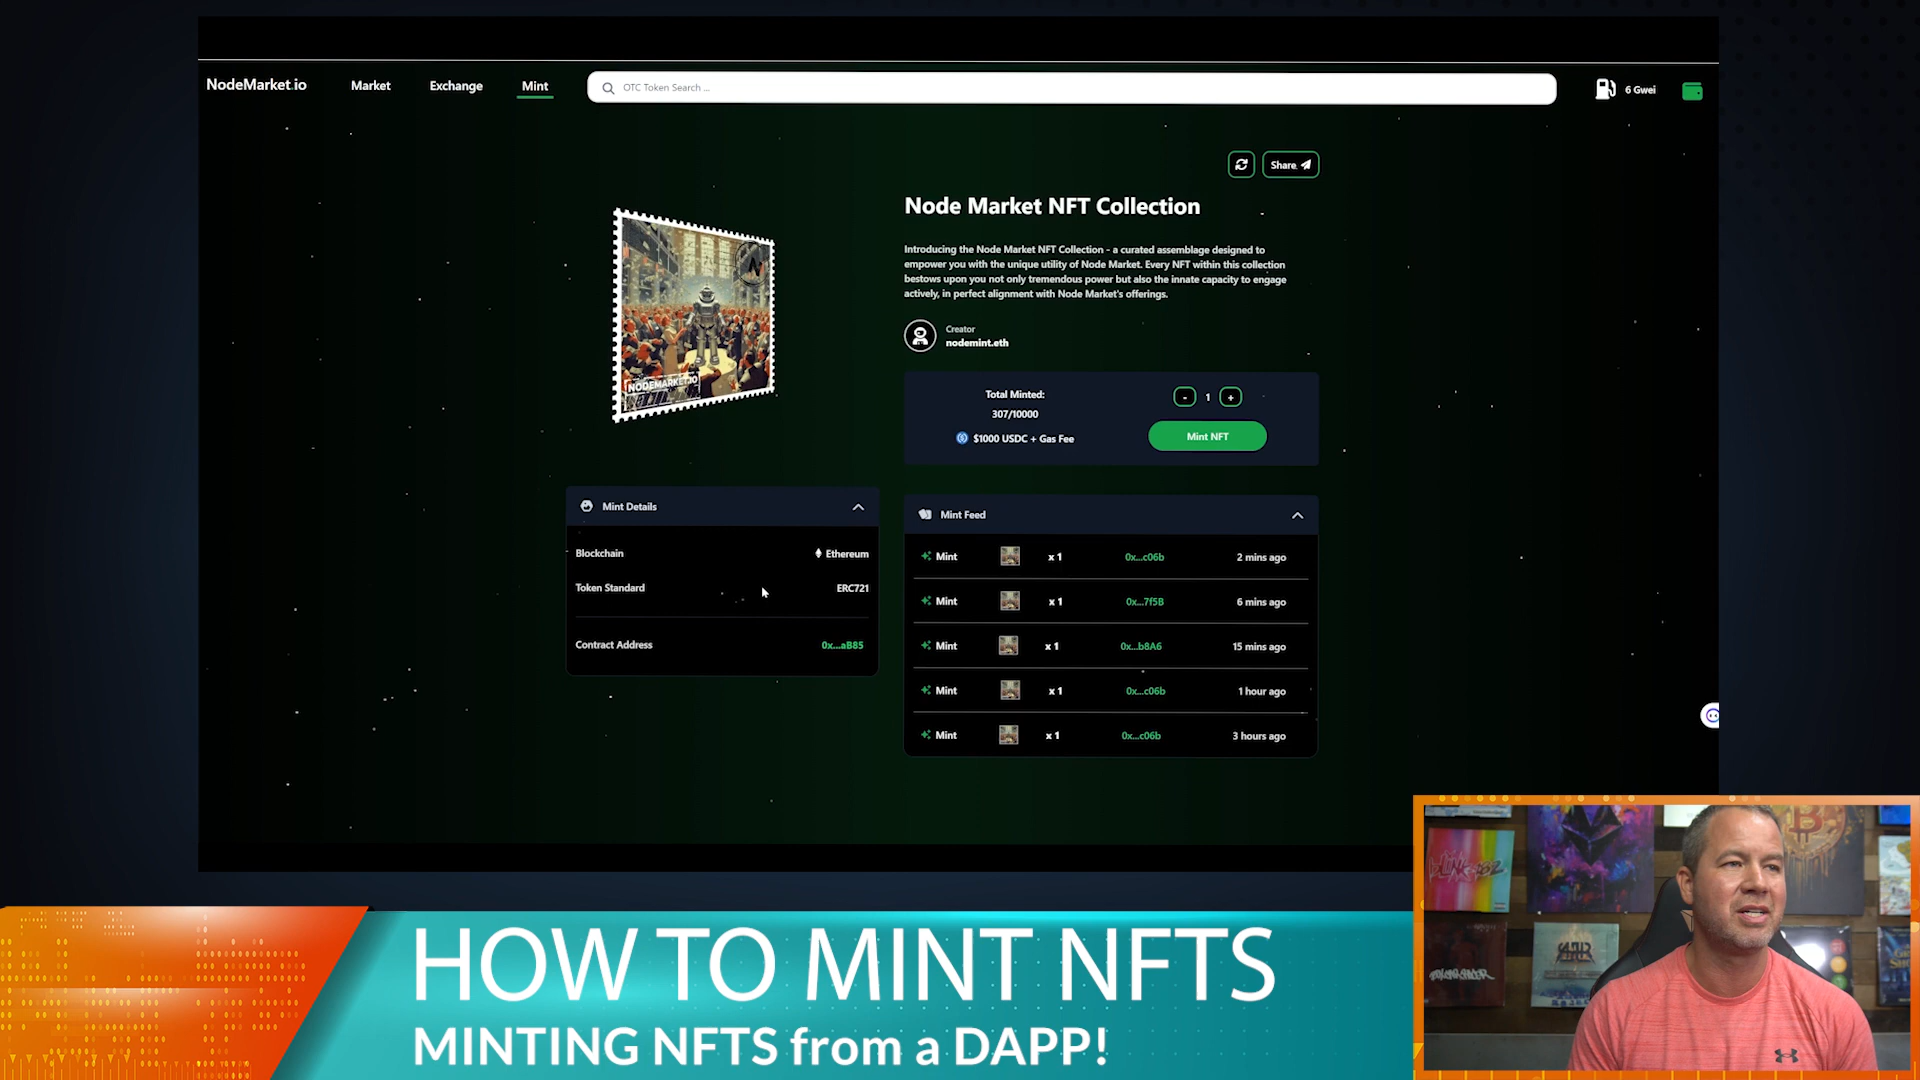 NodeMarket.io
Market
Exchange
Mint
OTC Token Search ...
6 Gwei
Share
Node Market NFT Collection
Introducing the Node Market NFT Collection - a curated assemblage designed to
empower you with the unique utility of Node Market. Every NFT within this collection
bestows upon you not only tremendous power but also the innate capacity to engage
actively, in perfect alignment with Node Market's offerings.
NODEMARKET.IO
Creator
nodemint.eth
Total Minted:
307/10000
$1000 USDC + Gas Fee
- 1 +
Mint NFT
Mint Details
Blockchain
Ethereum
Token Standard
ERC721
Contract Address
0x...aB85
Mint Feed
Mint x 1 0x...c06b 2 mins ago
Mint x 1 0x...7f5B 6 mins ago
Mint x 1 0x...b8A6 15 mins ago
Mint x 1 0x...c06b 1 hour ago
Mint x 1 0x...c06b 3 hours ago
HOW TO MINT NFTS
MINTING NFTS from a DAPP!